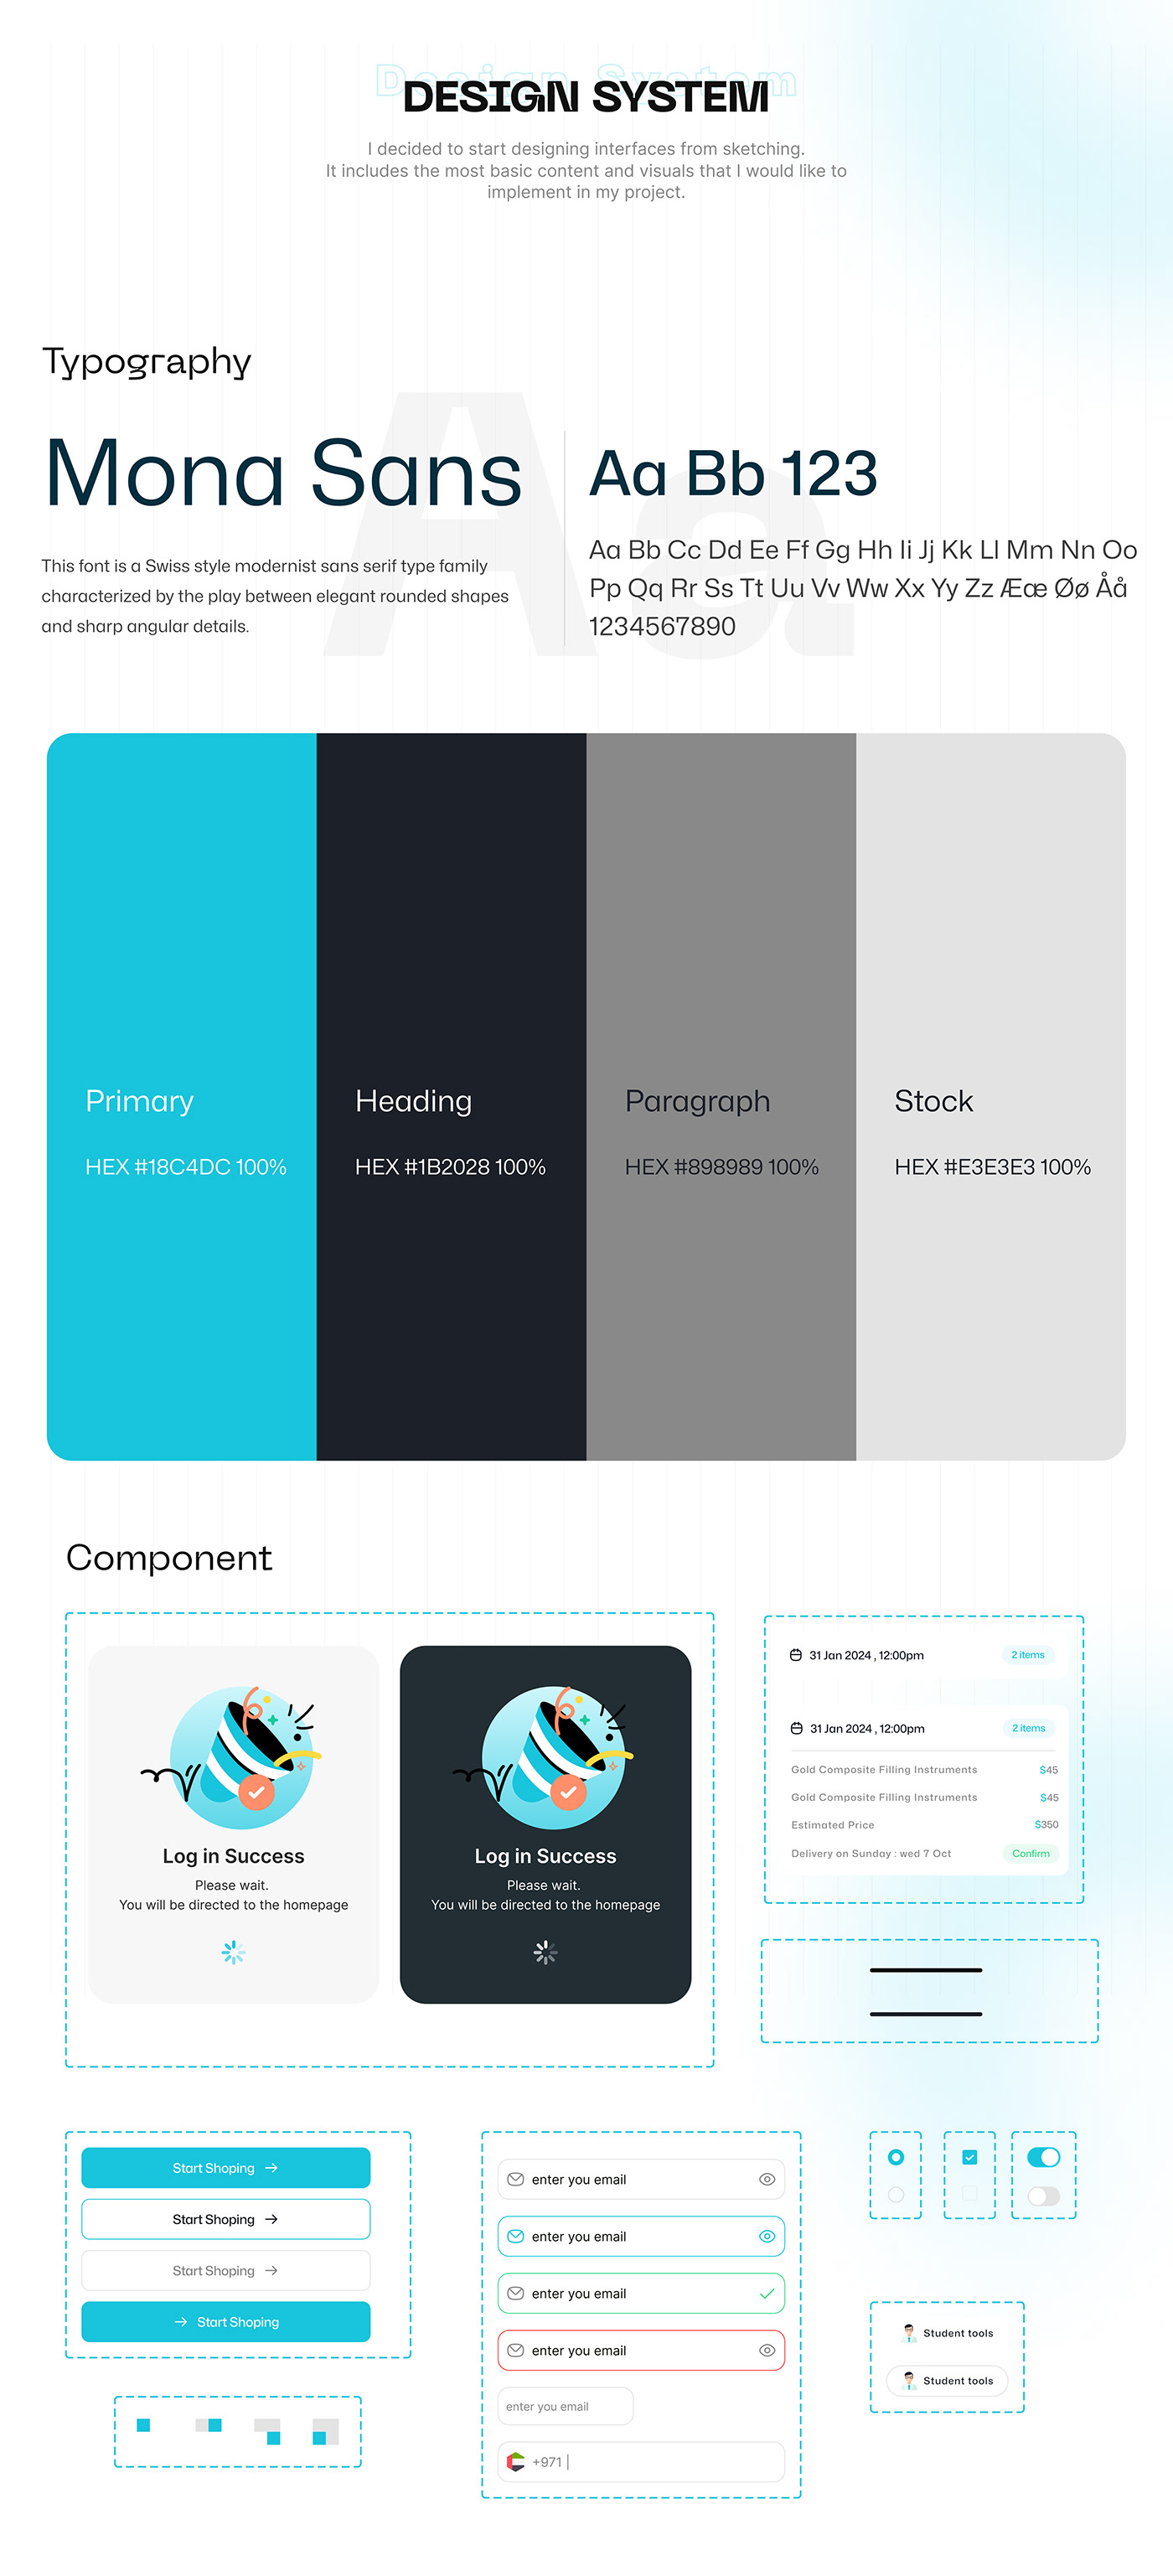 Design System
DESIGN SYSTEM
I decided to start designing interfaces from sketching.
It includes the most basic content and visuals that I would like to
implement in my project.
Typography
Aa
Mona Sans
This font is a Swiss style modernist sans serif type family
characterized by the play between elegant rounded shapes
and sharp angular details.
Aa Bb 123
Aa Bb Cc Dd Ee Ff Gg Hh Ii Jj Kk Ll Mm Nn Oo
Pp Qq Rr Ss Tt Uu Vv Ww Xx Yy Zz Ææ Øø Åå
1234567890
Primary
HEX #18C4DC 100%
Heading
HEX #1B2028 100%
Paragraph
HEX #898989 100%
Stock
HEX #E3E3E3 100%
Component
Log in Success
Please wait.
You will be directed to the homepage
Log in Success
Please wait.
You will be directed to the homepage
31 Jan 2024 , 12:00pm
2 items
31 Jan 2024 , 12:00pm
2 items
Gold Composite Filling Instruments
$45
Gold Composite Filling Instruments
$45
Estimated Price
$350
Delivery on Sunday : wed 7 Oct
Confirm
Start Shoping
Start Shoping
Start Shoping
Start Shoping
enter you email
enter you email
enter you email
enter you email
enter you email
+971 |
Student tools
Student tools